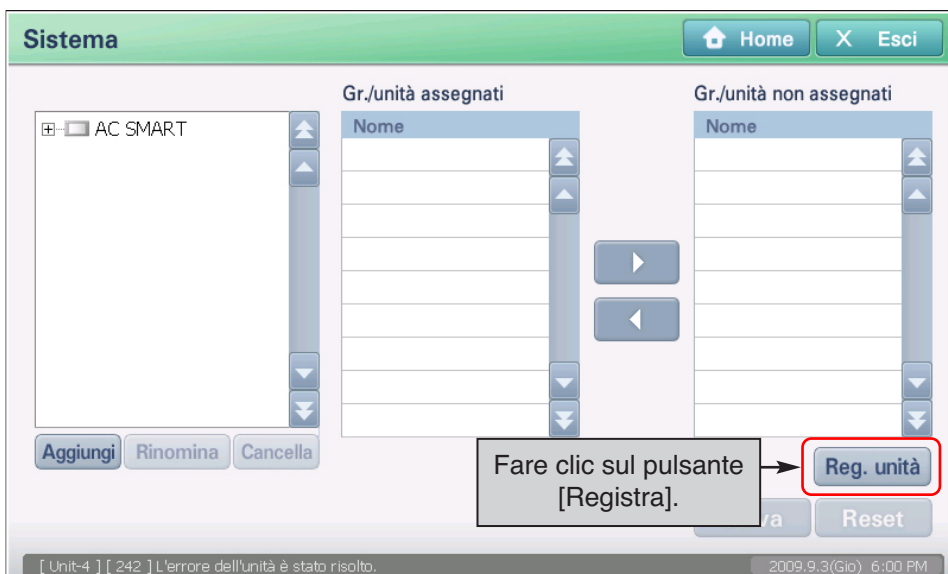 Sistema
Home
X Esci
Gr./unità assegnati
Gr./unità non assegnati
AC SMART
Nome
Nome
Aggiungi
Rinomina
Cancella
Fare clic sul pulsante
[Registra].
Reg. unità
Reset
[ Unit-4 ] [ 242 ] L'errore dell'unità è stato risolto.
2009.9.3(Gio) 6:00 PM